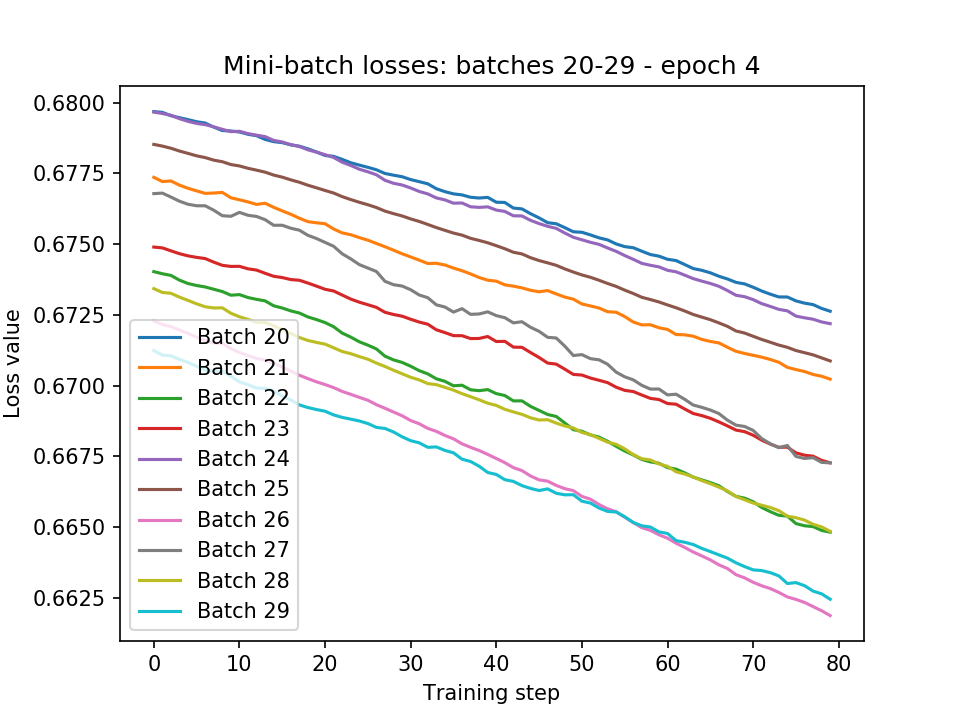 Mini-batch losses: batches 20-29 - epoch 4
0.6800
0.6775
0.6750
0.6725
0.6700
0.6675
0.6650
0.6625
Loss value
Batch 20
Batch 21
Batch 22
Batch 23
Batch 24
Batch 25
Batch 26
Batch 27
Batch 28
Batch 29
0 10 20 30 40 50 60 70 80
Training step